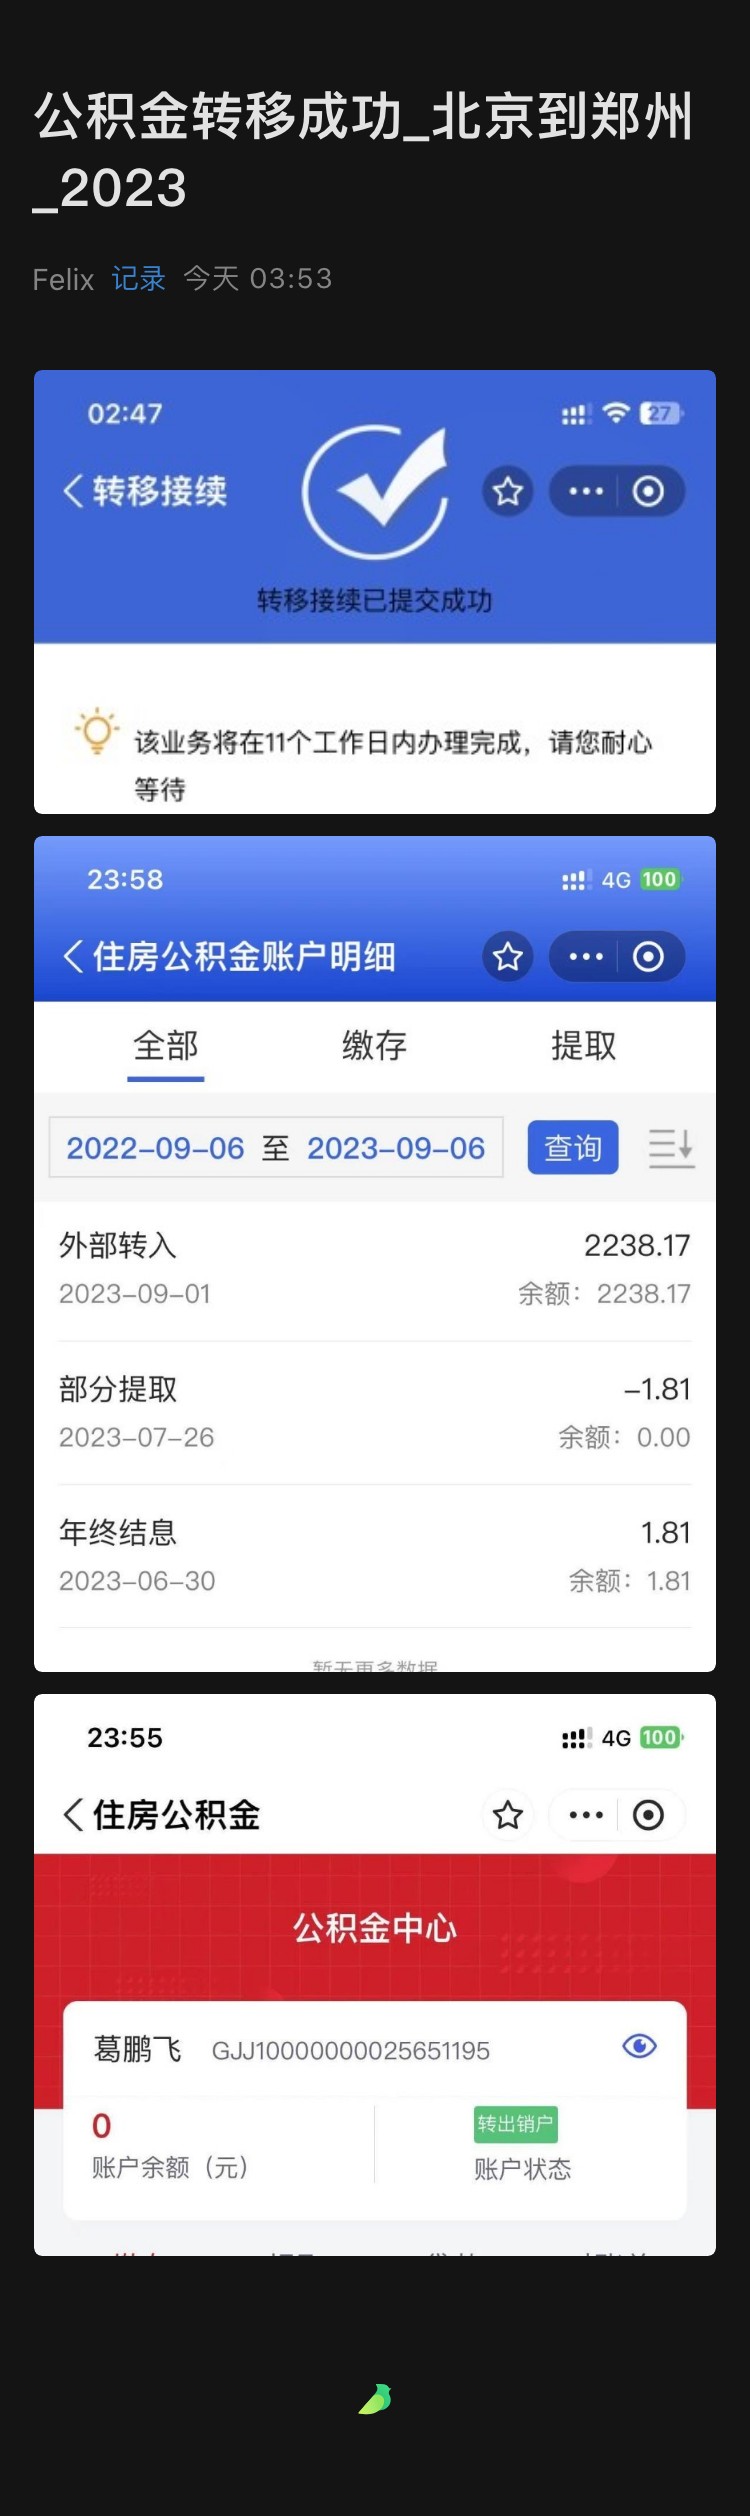 公积金转移成功_北京到郑州
_2023
Felix 记录 今天 03:53
02:47 27
转移接续
转移接续已提交成功
该业务将在11个工作日内办理完成，请您耐心
等待
23:58 4G 100
住房公积金账户明细
全部 缴存 提取
2022-09-06 至 2023-09-06 查询
外部转入 2238.17
2023-09-01 余额：2238.17
部分提取 -1.81
2023-07-26 余额：0.00
年终结息 1.81
2023-06-30 余额：1.81
暂无更多数据
23:55 4G 100
住房公积金
公积金中心
葛鹏飞 GJJ10000000025651195
0 转出销户
账户余额（元） 账户状态